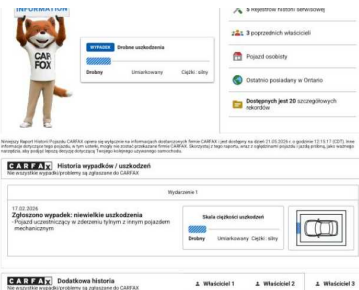 INFORMATION
5 Rejestrów historii serwisowej
3 poprzednich właścicieli
WYPADEK Drobne uszkodzenia
Drobny Umiarkowany Ciężki : silny
Pojazd osobisty
Ostatnio posiadany w Ontario
Dostępnych jest 20 szczegółowych
rekordów
CAR
FOX
CARFAX Historia wypadków / uszkodzeń
Nie wszystkie wypadki/problemy są zgłaszane do CARFAX
Wydarzenie 1
17.02.2026
Zgłoszono wypadek: niewielkie uszkodzenia
-Pojazd uczestniczący w zderzeniu tylnym z innym pojazdem
mechanicznym
Skala ciężkości uszkodzeń
Drobny Umiarkowany Ciężki : silny
CARFAX Dodatkowa historia
Nie wszystkie wypadki/problemy są zgłaszane do CARFAX
Właściciel 1 Właściciel 2 Właściciel 3